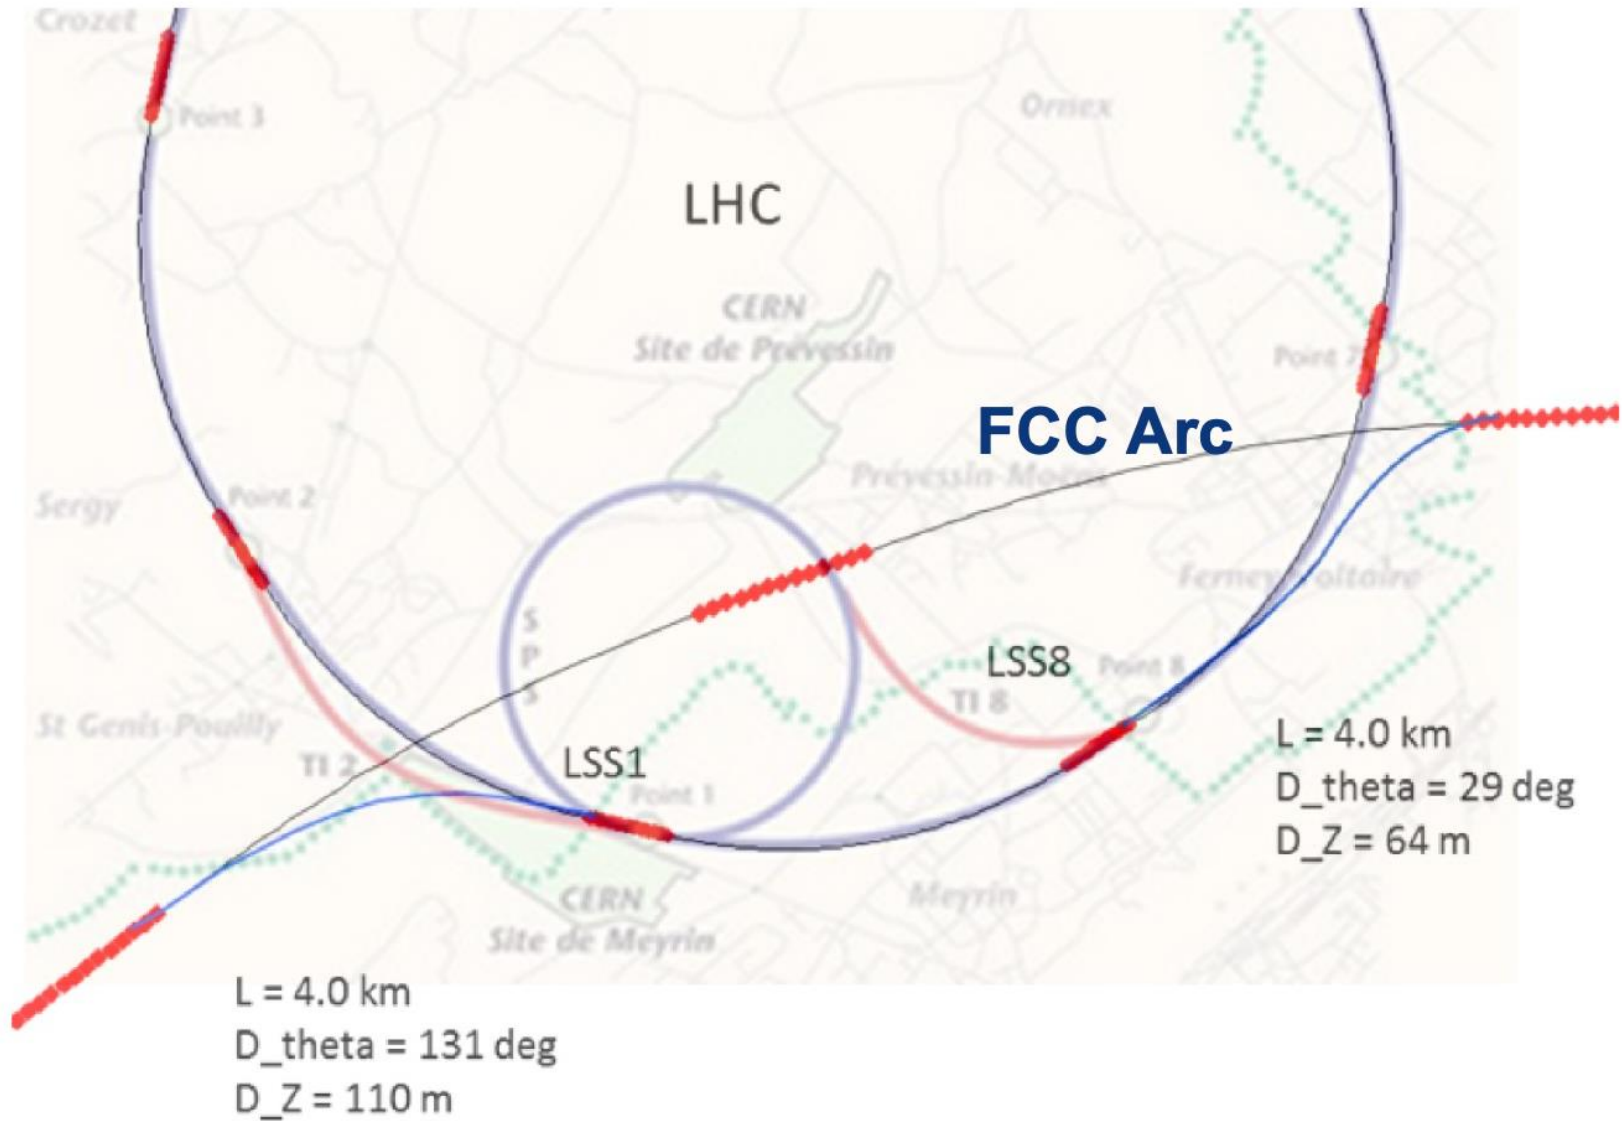 Crozet
Point 3
Ornex
LHC
CERN
Site de Prévessin
Point 7
FCC Arc
Point 2
Sergy
Prévessin-Moëns
Ferney-Voltaire
S
P
S
LSS8
Point 8
TI 8
St Genis-Pouilly
TI 2
LSS1
Point 1
L = 4.0 km
D_theta = 29 deg
D_Z = 64 m
CERN
Site de Meyrin
Meyrin
L = 4.0 km
D_theta = 131 deg
D_Z = 110 m